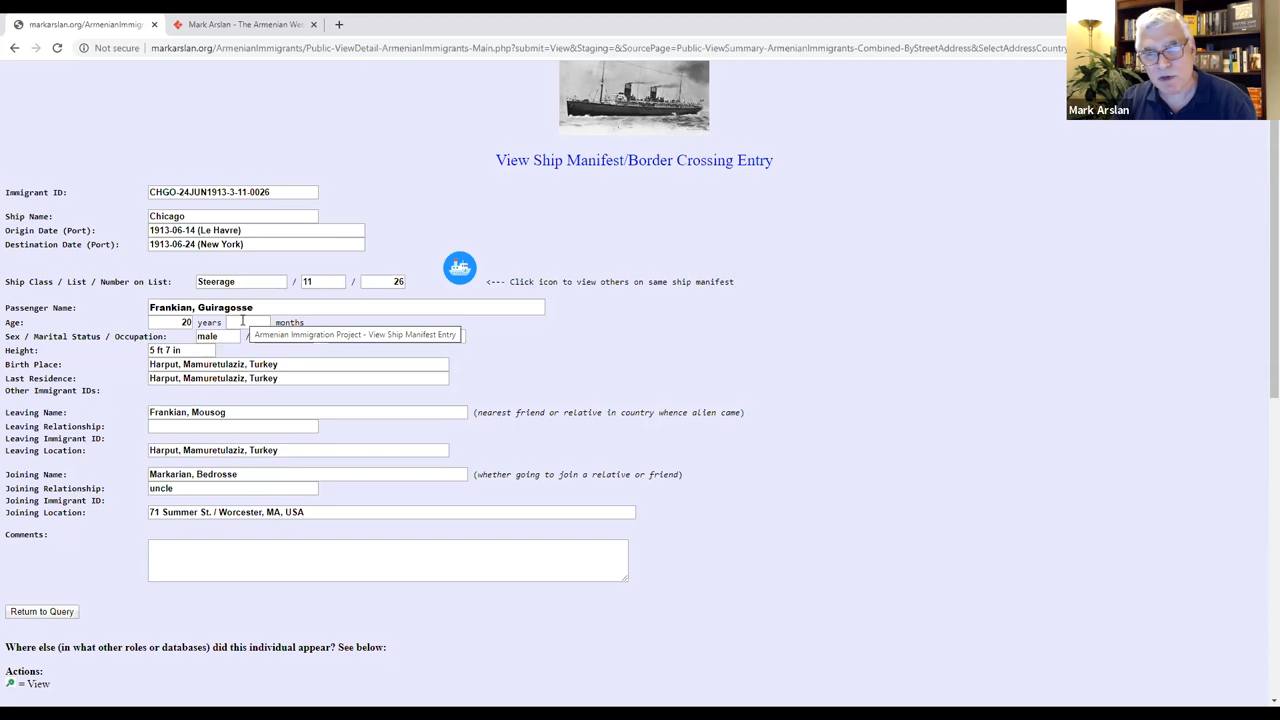 markarslan.org/ArmenianImmig
Mark Arslan - The Armenian We
Not secure
markarslan.org/ArmenianImmigrants/Public-ViewDetail-ArmenianImmigrants-Main.php?submit=View&Staging=&SourcePage=Public-ViewSummary-ArmenianImmigrants-Combined-ByStreetAddress&SelectAddressCountry
Mark Arslan
View Ship Manifest/Border Crossing Entry
Immigrant ID: CHGO-24JUN1913-3-11-0026
Ship Name: Chicago
Origin Date (Port): 1913-06-14 (Le Havre)
Destination Date (Port): 1913-06-24 (New York)
Ship Class / List / Number on List: Steerage / 11 / 26 <--- Click icon to view others on same ship manifest
Passenger Name: Frankian, Guiragosse
Age: 20 years months
Armenian Immigration Project - View Ship Manifest Entry
Sex / Marital Status / Occupation: male /
Height: 5 ft 7 in
Birth Place: Harput, Mamuretulaziz, Turkey
Last Residence: Harput, Mamuretulaziz, Turkey
Other Immigrant IDs:
Leaving Name: Frankian, Mousog (nearest friend or relative in country whence alien came)
Leaving Relationship:
Leaving Immigrant ID:
Leaving Location: Harput, Mamuretulaziz, Turkey
Joining Name: Markarian, Bedrosse (whether going to join a relative or friend)
Joining Relationship: uncle
Joining Immigrant ID:
Joining Location: 71 Summer St. / Worcester, MA, USA
Comments:
Return to Query
Where else (in what other roles or databases) did this individual appear? See below:
Actions:
= View